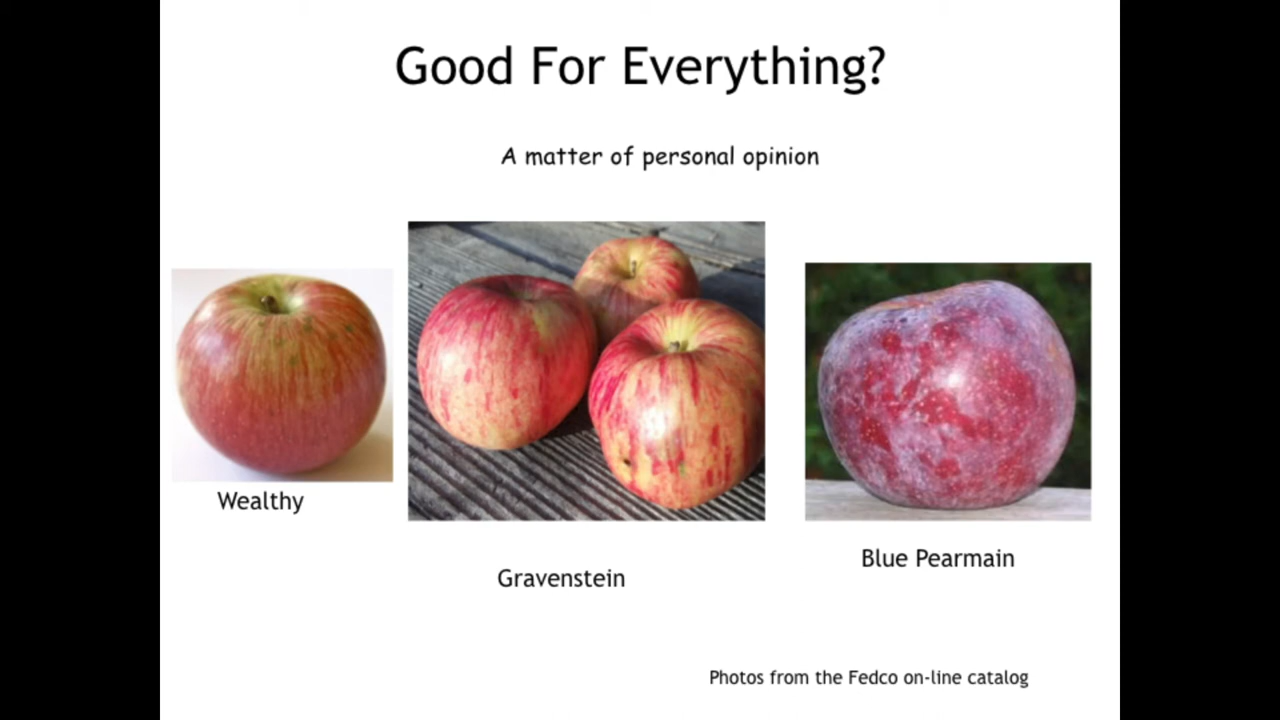 Good For Everything?
A matter of personal opinion
Wealthy
Gravenstein
Blue Pearmain
Photos from the Fedco on-line catalog